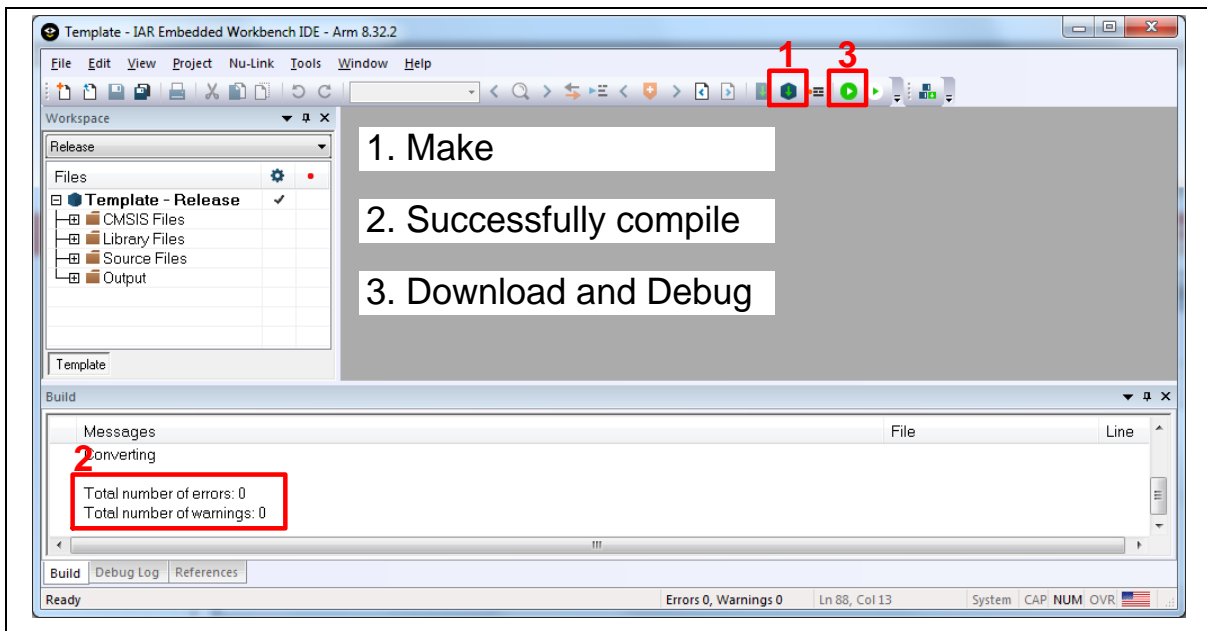 Template - IAR Embedded Workbench IDE - Arm 8.32.2
File Edit View Project Nu-Link Tools Window Help
1 3
Workspace
Release
Files
Template - Release
CMSIS Files
Library Files
Source Files
Output
Template
1. Make
2. Successfully compile
3. Download and Debug
Build
Messages File Line
2
Converting
Total number of errors: 0
Total number of warnings: 0
Build Debug Log References
Ready Errors 0, Warnings 0 Ln 88, Col 13 System CAP NUM OVR